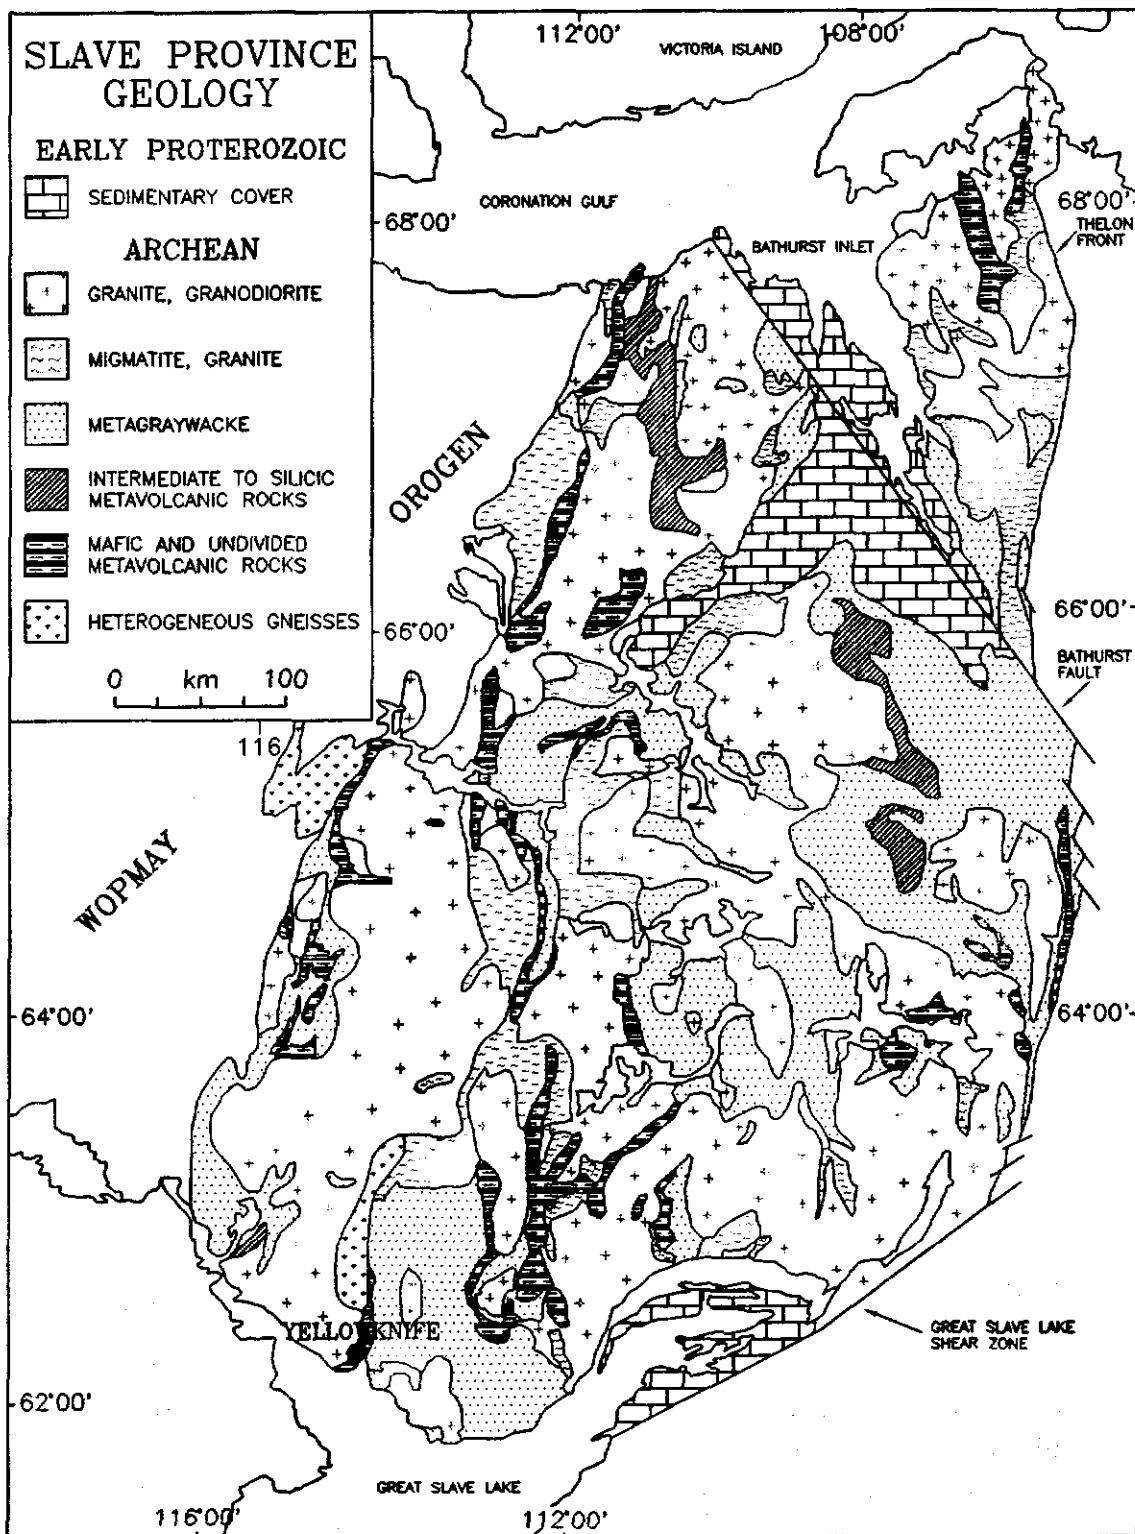 SLAVE PROVINCE
GEOLOGY
EARLY PROTEROZOIC
SEDIMENTARY COVER
ARCHEAN
GRANITE, GRANODIORITE
MIGMATITE, GRANITE
METAGRAYWACKE
INTERMEDIATE TO SILICIC
METAVOLCANIC ROCKS
MAFIC AND UNDIVIDED
METAVOLCANIC ROCKS
HETEROGENEOUS GNEISSES
0 km 100
112°00'
108°00'
VICTORIA ISLAND
CORONATION GULF
68°00'
BATHURST INLET
68°00'
THELON
FRONT
OROGEN
66°00'
66°00'
BATHURST
FAULT
116
WOPMAY
64°00'
64°00'
YELLOWKNIFE
GREAT SLAVE LAKE
SHEAR ZONE
62°00'
GREAT SLAVE LAKE
116°00'
112°00'